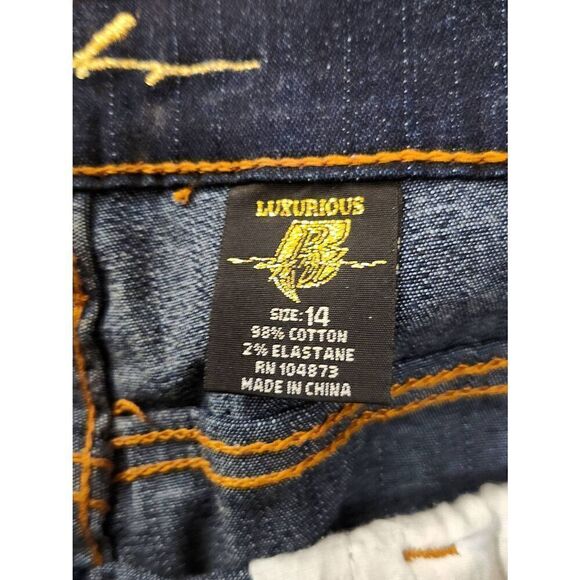 LUXURIOUS
R
SIZE: 14
98% COTTON
2% ELASTANE
RN 104873
MADE IN CHINA